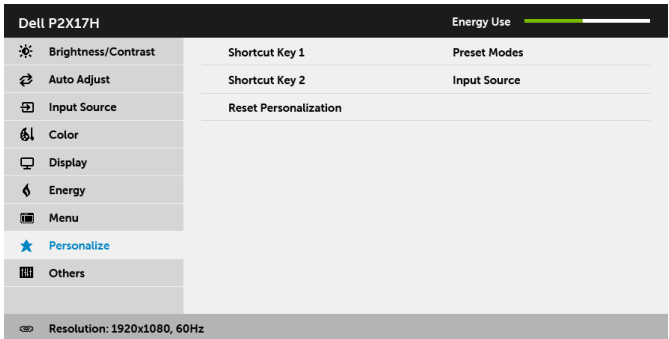 Dell P2X17H Energy Use
Brightness/Contrast Shortcut Key 1 Preset Modes
Auto Adjust Shortcut Key 2 Input Source
Input Source Reset Personalization
Color
Display
Energy
Menu
Personalize
Others
Resolution: 1920x1080, 60Hz